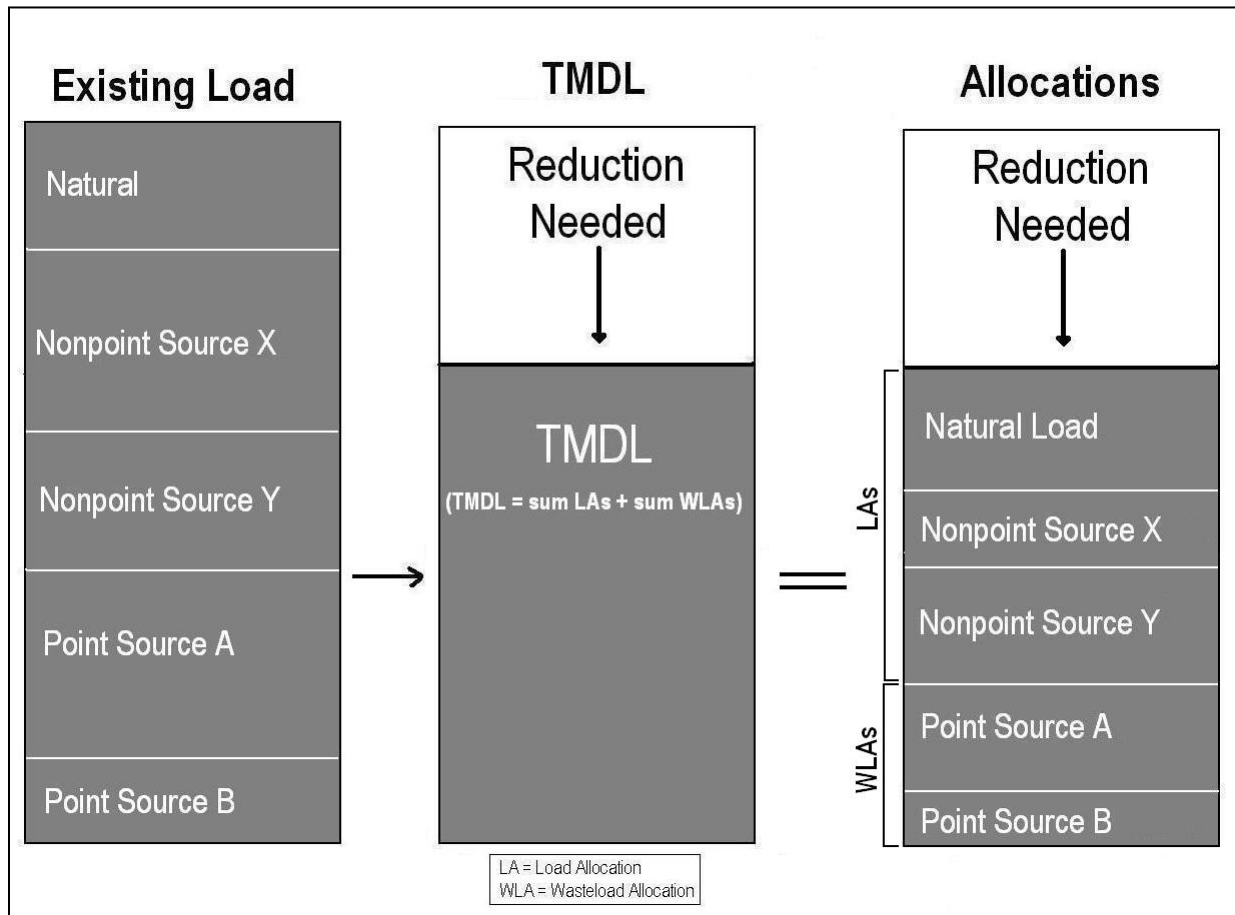 Existing Load
Natural
Nonpoint Source X
Nonpoint Source Y
Point Source A
Point Source B
TMDL
Reduction
Needed
TMDL
(TMDL = sum LAs + sum WLAs)
LA = Load Allocation
WLA = Wasteload Allocation
Allocations
Reduction
Needed
LAs
Natural Load
Nonpoint Source X
Nonpoint Source Y
WLAs
Point Source A
Point Source B